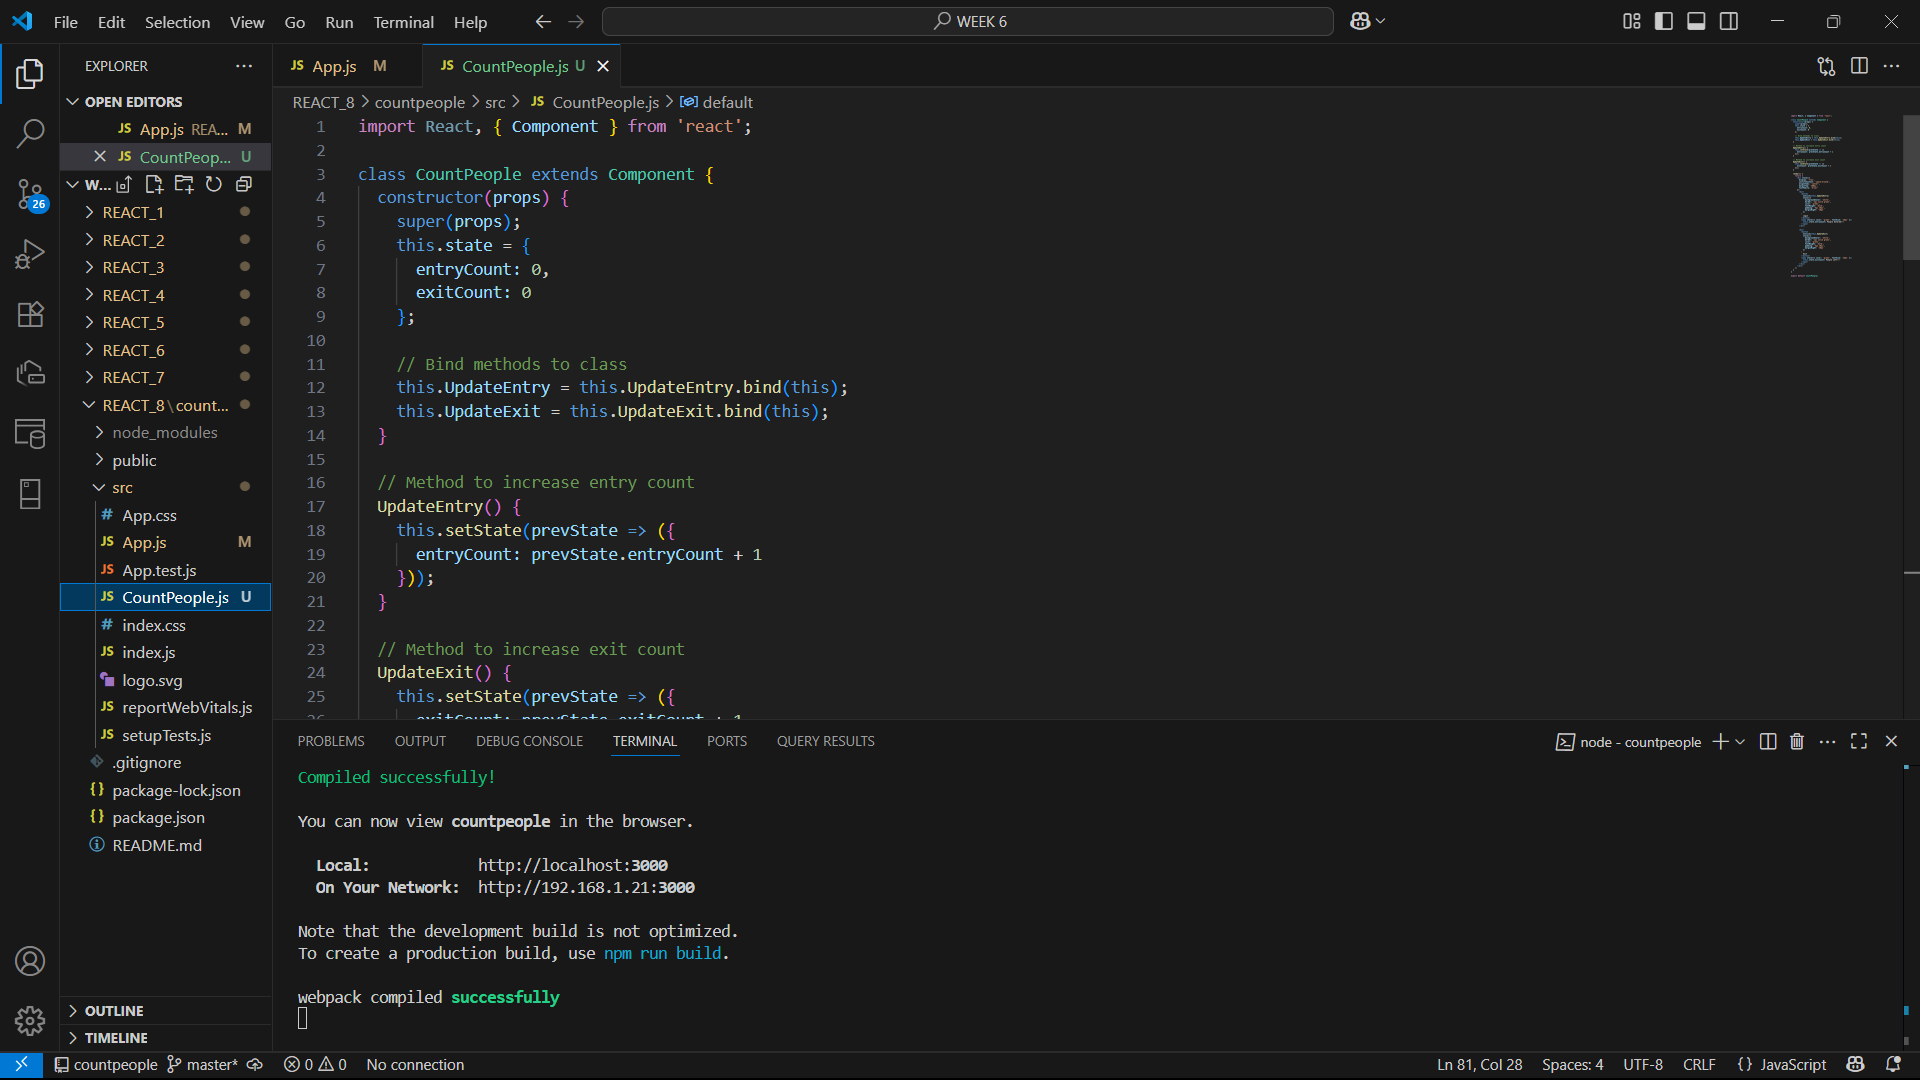 File Edit Selection View Go Run Terminal Help
WEEK 6
EXPLORER
OPEN EDITORS
JS App.js REA... M
JS CountPeop... U
W...
REACT_1
REACT_2
REACT_3
REACT_4
REACT_5
REACT_6
REACT_7
REACT_8\count...
node_modules
public
src
# App.css
JS App.js M
JS App.test.js
JS CountPeople.js U
# index.css
JS index.js
logo.svg
JS reportWebVitals.js
JS setupTests.js
.gitignore
{} package-lock.json
{} package.json
README.md
OUTLINE
TIMELINE
26
JS App.js M
JS CountPeople.js U
REACT_8 > countpeople > src > JS CountPeople.js > default
1 import React, { Component } from 'react';
2
3 class CountPeople extends Component {
4 constructor(props) {
5 super(props);
6 this.state = {
7 entryCount: 0,
8 exitCount: 0
9 };
10
11 // Bind methods to class
12 this.UpdateEntry = this.UpdateEntry.bind(this);
13 this.UpdateExit = this.UpdateExit.bind(this);
14 }
15
16 // Method to increase entry count
17 UpdateEntry() {
18 this.setState(prevState => ({
19 entryCount: prevState.entryCount + 1
20 }));
21 }
22
23 // Method to increase exit count
24 UpdateExit() {
25 this.setState(prevState => ({
26 exitCount: prevState.exitCount + 1
PROBLEMS OUTPUT DEBUG CONSOLE TERMINAL PORTS QUERY RESULTS
node - countpeople
Compiled successfully!
You can now view countpeople in the browser.
Local: http://localhost:3000
On Your Network: http://192.168.1.21:3000
Note that the development build is not optimized.
To create a production build, use npm run build.
webpack compiled successfully
countpeople master* 0 0 No connection
Ln 81, Col 28 Spaces: 4 UTF-8 CRLF {} JavaScript